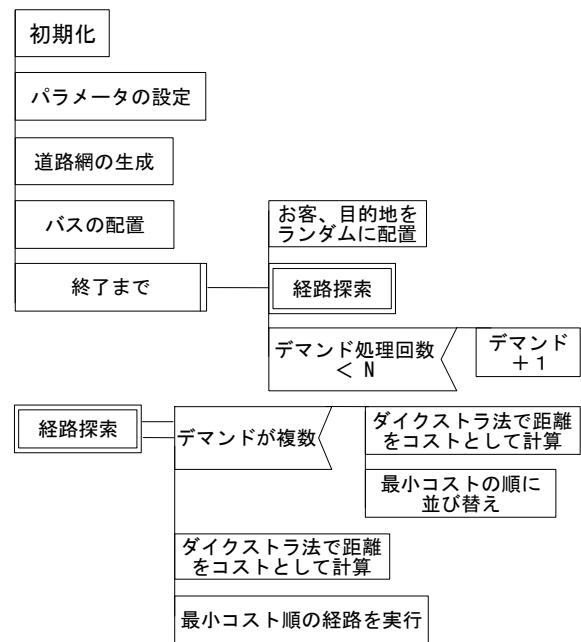 初期化
パラメータの設定
道路網の生成
バスの配置
終了まで
お客、目的地を
ランダムに配置
経路探索
デマンド処理回数
< N
デマンド
+1
経路探索
デマンドが複数
ダイクストラ法で距離
をコストとして計算
最小コストの順に
並び替え
ダイクストラ法で距離
をコストとして計算
最小コスト順の経路を実行